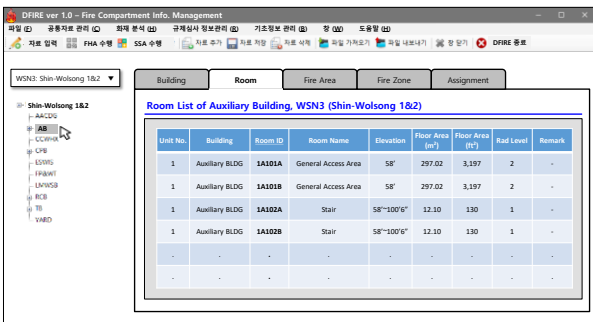 DFIRE ver 1.0 – Fire Compartment Info. Management
파일 (F) 공통자료 관리 (C) 화재 분석 (H) 규제심사 정보관리 (R) 기초정보 관리 (B) 창 (W) 도움말 (H)
자료 입력 FHA 수행 SSA 수행 자료 추가 자료 저장 자료 삭제 파일 가져오기 파일 내보내기 창 닫기 DFIRE 종료
WSN3: Shin-Wolsong 1&2 ▼
Building Room Fire Area Fire Zone Assignment
Shin-Wolsong 1&2
AACDG
AB
CCWHX
CPB
ESWIS
FP&WT
LMWSB
RCB
TB
YARD
Room List of Auxiliary Building, WSN3 (Shin-Wolsong 1&2)
Unit No. Building Room ID Room Name Elevation Floor Area (m²) Floor Area (ft²) Rad Level Remark
1 Auxiliary BLDG 1A101A General Access Area 58’ 297.02 3,197 2 -
1 Auxiliary BLDG 1A101B General Access Area 58’ 297.02 3,197 2 -
1 Auxiliary BLDG 1A102A Stair 58’~100’6” 12.10 130 1 -
1 Auxiliary BLDG 1A102B Stair 58’~100’6” 12.10 130 1 -
. . . . . . . . .
. . . . . . . . .